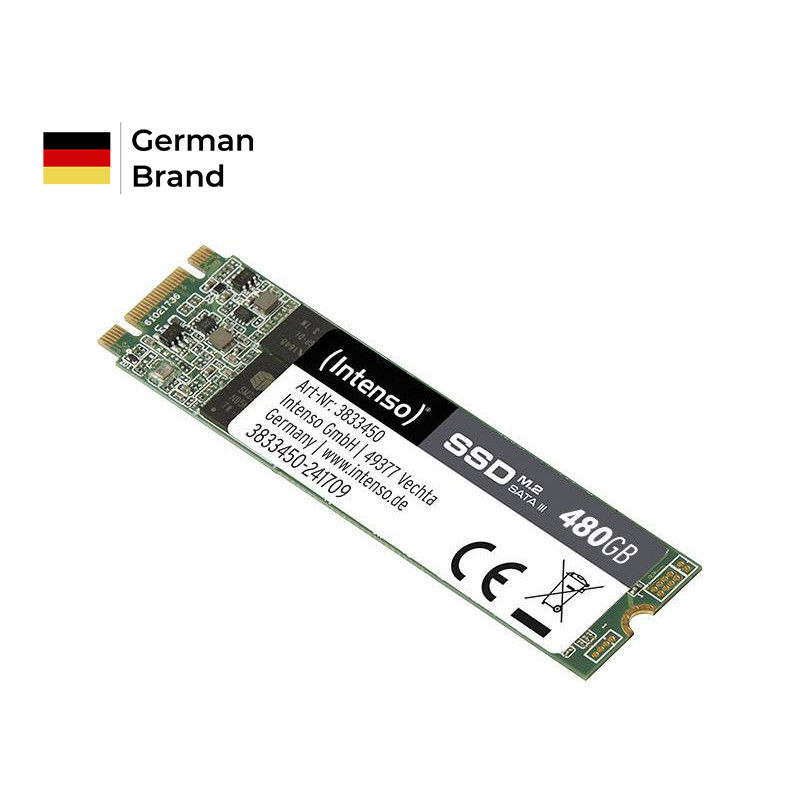 German
Brand
61021736
(Intenso)®
Art-Nr. 3833450
Intenso GmbH | 49377 Vechta
Germany | www.intenso.de
3833450-241709
SSD M.2
SATA III
480GB
CE